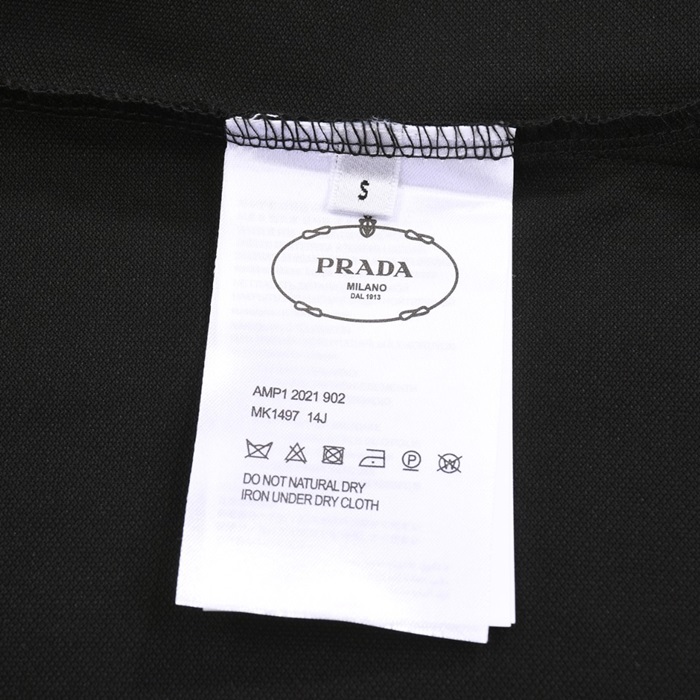 S
PRADA
MILANO
DAL 1913
AMP1 2021 902
MK1497 14J
P
W
DO NOT NATURAL DRY
IRON UNDER DRY CLOTH